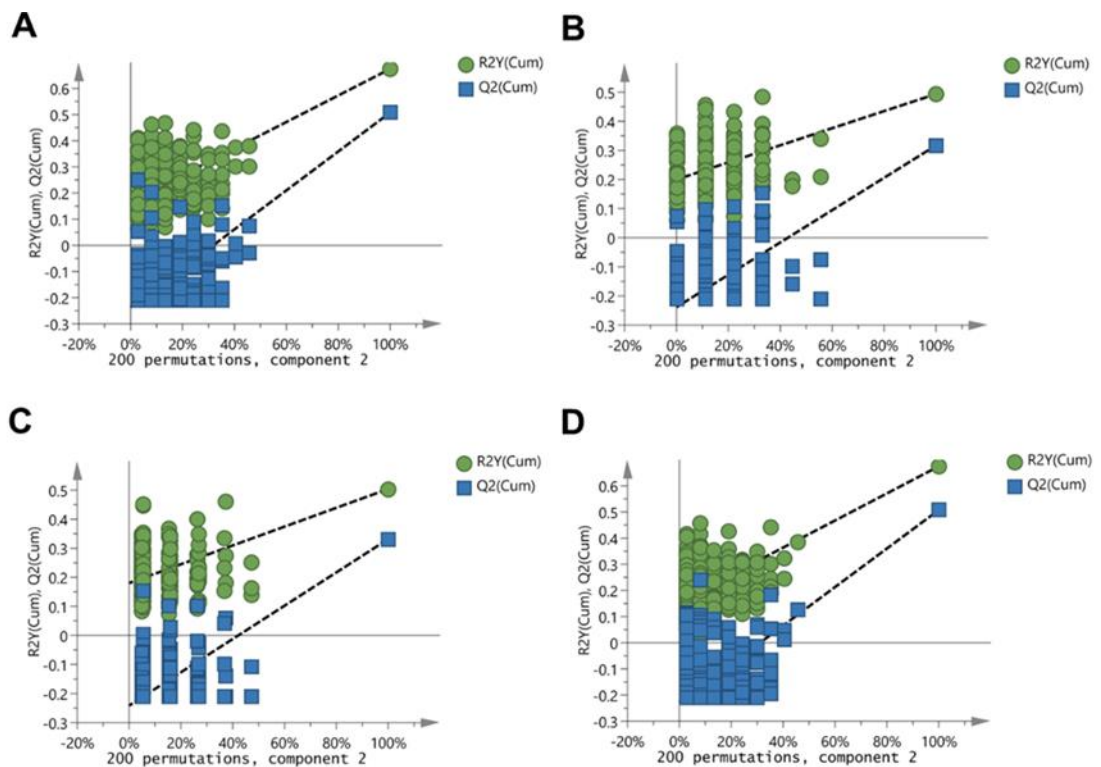 A
R2Y(Cum), Q2(Cum)
0.6
0.5
0.4
0.3
0.2
0.1
0
-0.1
-0.2
-0.3
-20% 0% 20% 40% 60% 80% 100%
200 permutations, component 2
R2Y(Cum)
Q2(Cum)
B
R2Y(Cum), Q2(Cum)
0.5
0.4
0.3
0.2
0.1
0
-0.1
-0.2
-0.3
-20% 0% 20% 40% 60% 80% 100%
200 permutations, component 2
R2Y(Cum)
Q2(Cum)
C
R2Y(Cum), Q2(Cum)
0.5
0.4
0.3
0.2
0.1
0
-0.1
-0.2
-0.3
-20% 0% 20% 40% 60% 80% 100%
200 permutations, component 2
R2Y(Cum)
Q2(Cum)
D
R2Y(Cum), Q2(Cum)
0.6
0.5
0.4
0.3
0.2
0.1
0
-0.1
-0.2
-0.3
-20% 0% 20% 40% 60% 80% 100%
200 permutations, component 2
R2Y(Cum)
Q2(Cum)